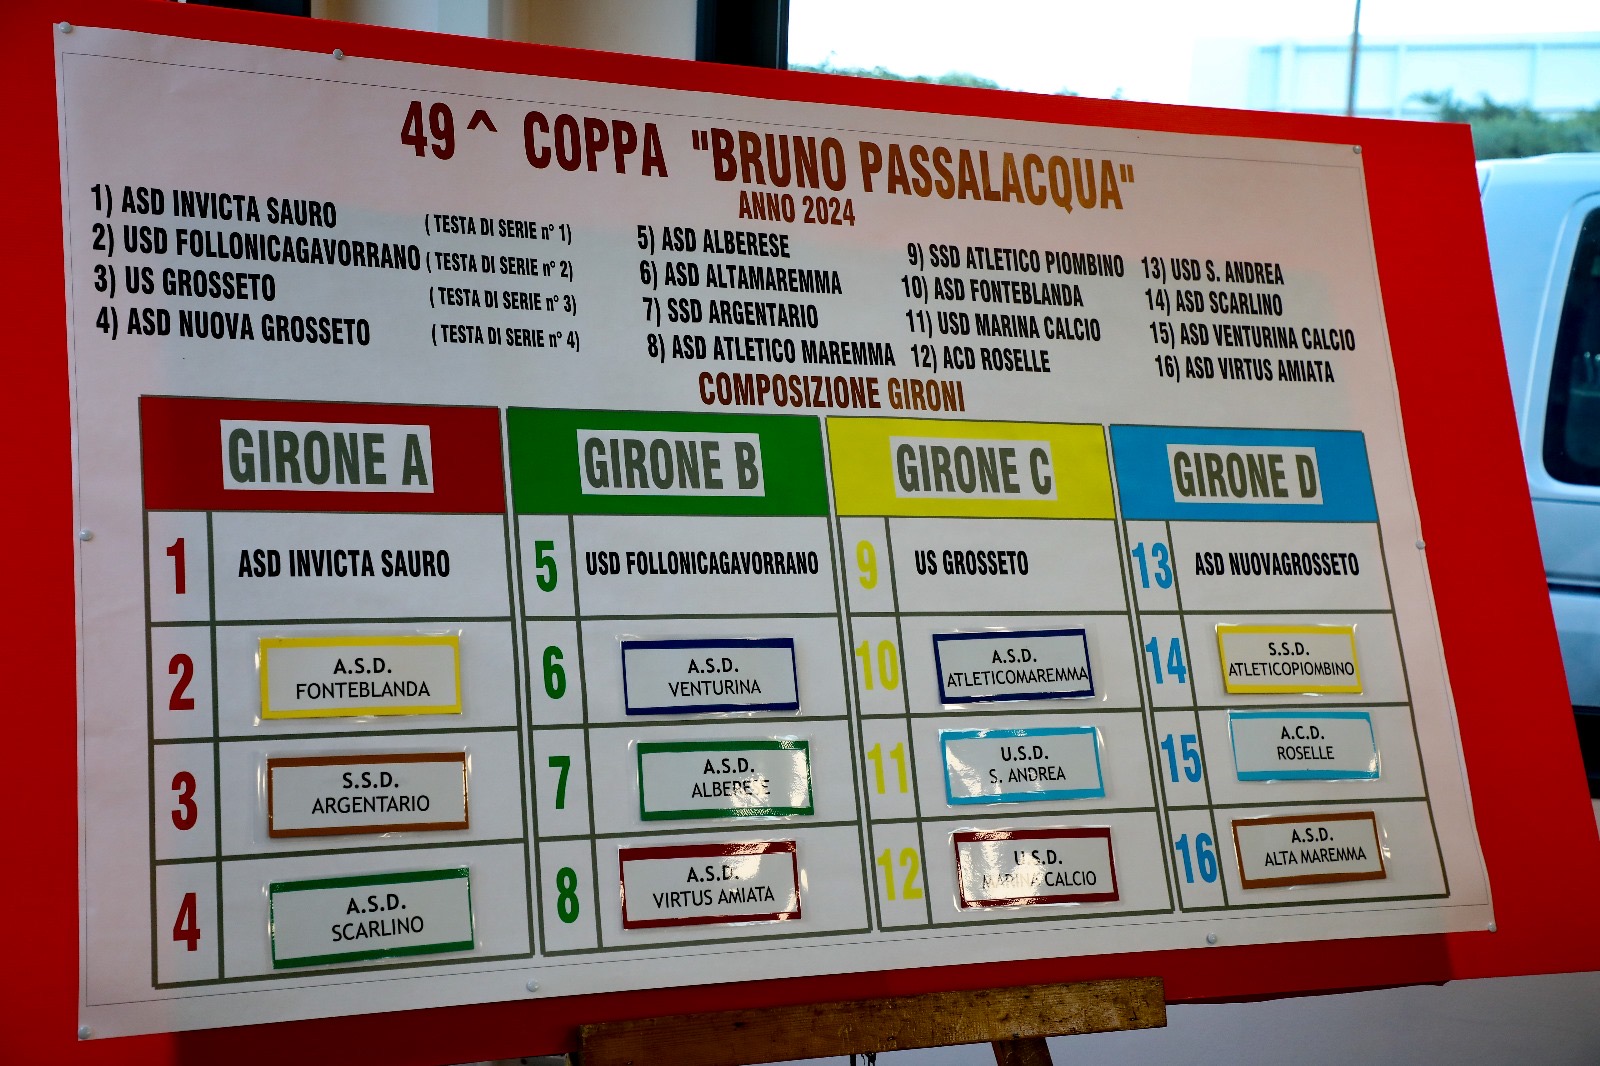 49^ COPPA "BRUNO PASSALACQUA"
ANNO 2024
1) ASD INVICTA SAURO ( TESTA DI SERIE n° 1)
2) USD FOLLONICAGAVORRANO ( TESTA DI SERIE n° 2)
3) US GROSSETO ( TESTA DI SERIE n° 3)
4) ASD NUOVA GROSSETO ( TESTA DI SERIE n° 4)
5) ASD ALBERESE
6) ASD ALTAMAREMMA
7) SSD ARGENTARIO
8) ASD ATLETICO MAREMMA
9) SSD ATLETICO PIOMBINO
10) ASD FONTEBLANDA
11) USD MARINA CALCIO
12) ACD ROSELLE
13) USD S. ANDREA
14) ASD SCARLINO
15) ASD VENTURINA CALCIO
16) ASD VIRTUS AMIATA
COMPOSIZIONE GIRONI
GIRONE A
1 ASD INVICTA SAURO
2 A.S.D.
FONTEBLANDA
3 S.S.D.
ARGENTARIO
4 A.S.D.
SCARLINO
GIRONE B
5 USD FOLLONICAGAVORRANO
6 A.S.D.
VENTURINA
7 A.S.D.
ALBERESE
8 A.S.D.
VIRTUS AMIATA
GIRONE C
9 US GROSSETO
10 A.S.D.
ATLETICOMAREMMA
11 U.S.D.
S. ANDREA
12 U.S.D.
MARINA CALCIO
GIRONE D
13 ASD NUOVAGROSSETO
14 S.S.D.
ATLETICOPIOMBINO
15 A.C.D.
ROSELLE
16 A.S.D.
ALTA MAREMMA